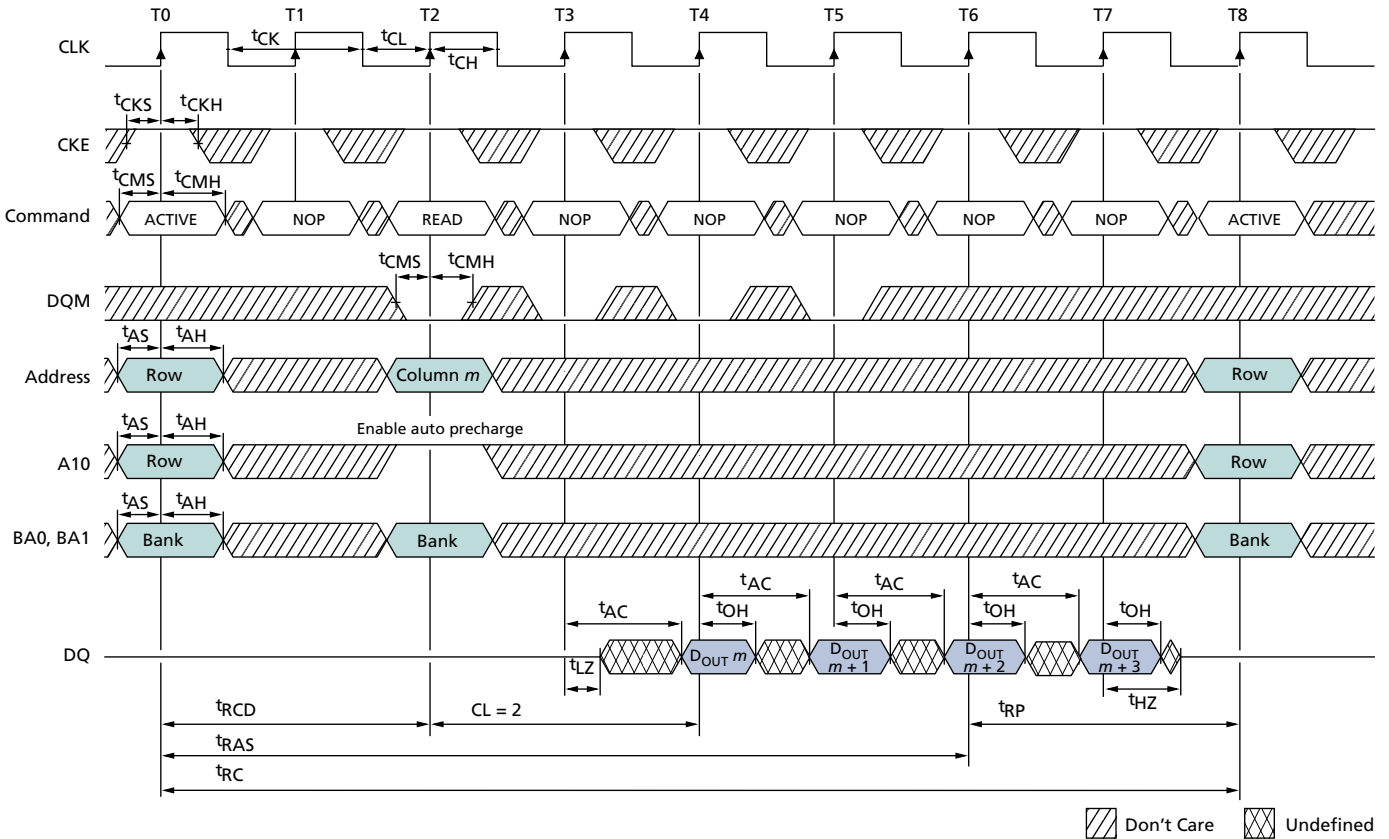 T0 T1 T2 T3 T4 T5 T6 T7 T8
CLK
tCK tCL
tCH
tCKS tCKH
CKE
tCMS tCMH
Command ACTIVE NOP READ NOP NOP NOP NOP NOP ACTIVE
tCMS tCMH
DQM
tAS tAH
Address Row Column m Row
tAS tAH Enable auto precharge
A10 Row Row
tAS tAH
BA0, BA1 Bank Bank Bank
tAC tAC tAC
tAC tOH tOH tOH tOH
DQ DOUT m DOUT m + 1 DOUT m + 2 DOUT m + 3
tLZ tHZ
tRCD CL = 2 tRP
tRAS
tRC
Don't Care Undefined